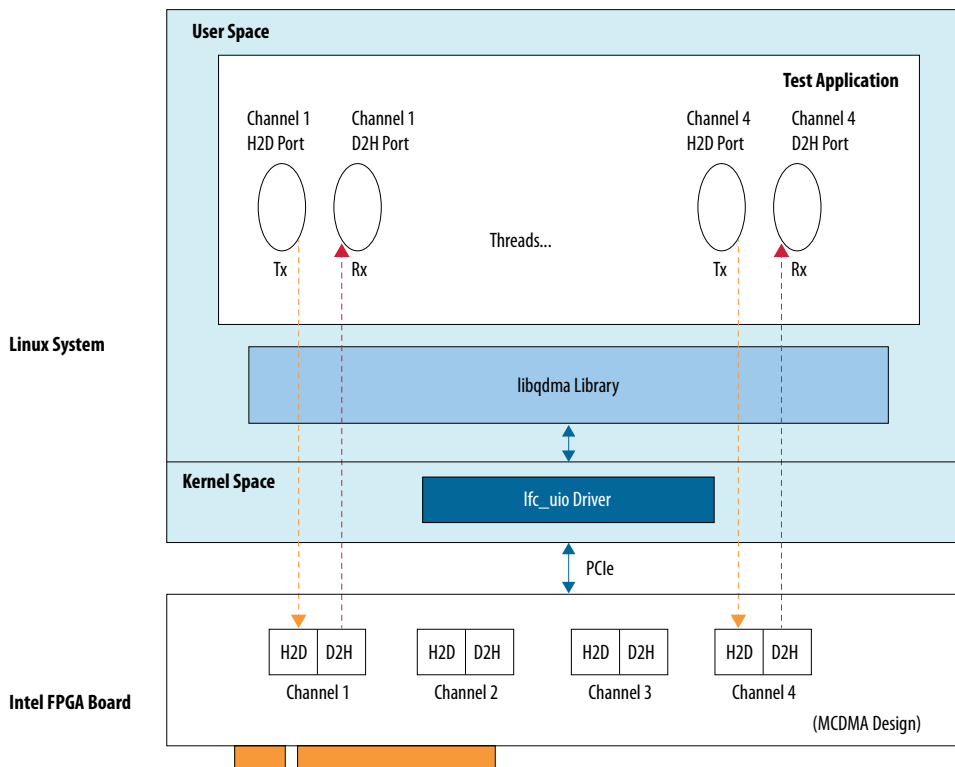 User Space
Test Application
Channel 1
H2D Port
Channel 1
D2H Port
Channel 4
H2D Port
Channel 4
D2H Port
Threads...
Tx
Rx
Tx
Rx
Linux System
libqdma Library
Kernel Space
Ifc_uio Driver
PCIe
H2D
D2H
H2D
D2H
H2D
D2H
H2D
D2H
Channel 1
Channel 2
Channel 3
Channel 4
Intel FPGA Board
(MCDMA Design)